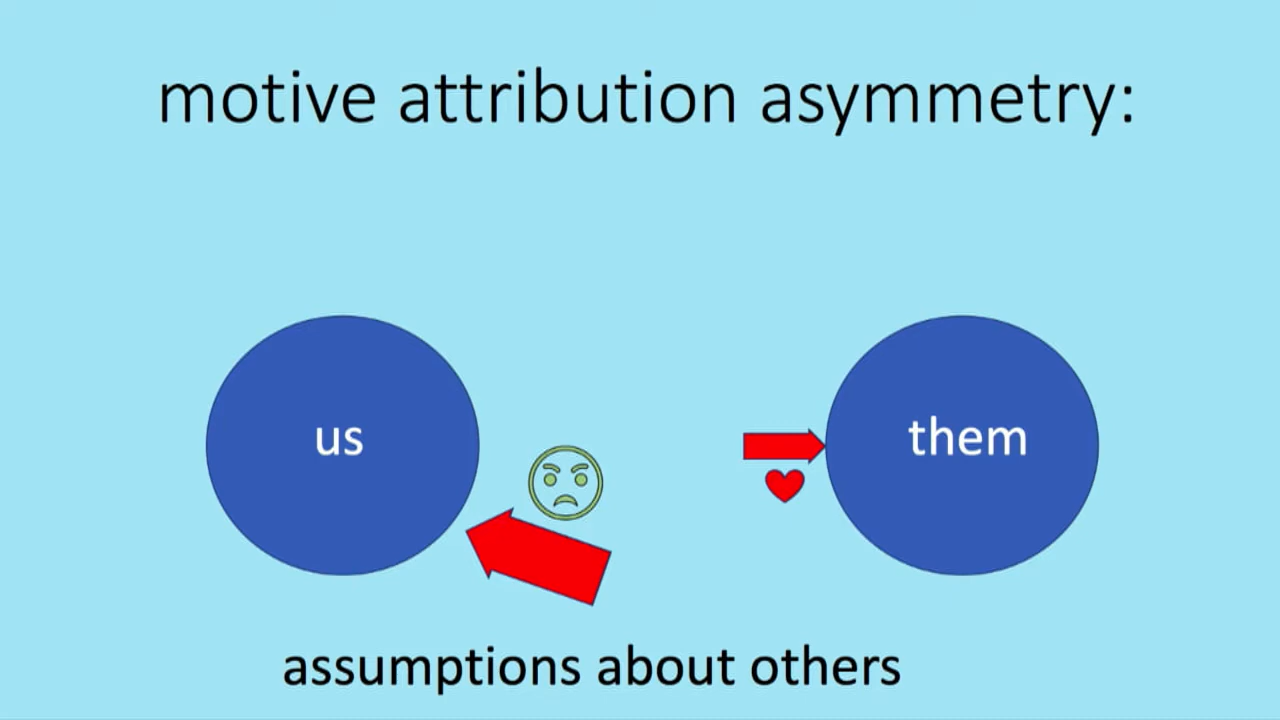 motive attribution asymmetry:
us
them
assumptions about others